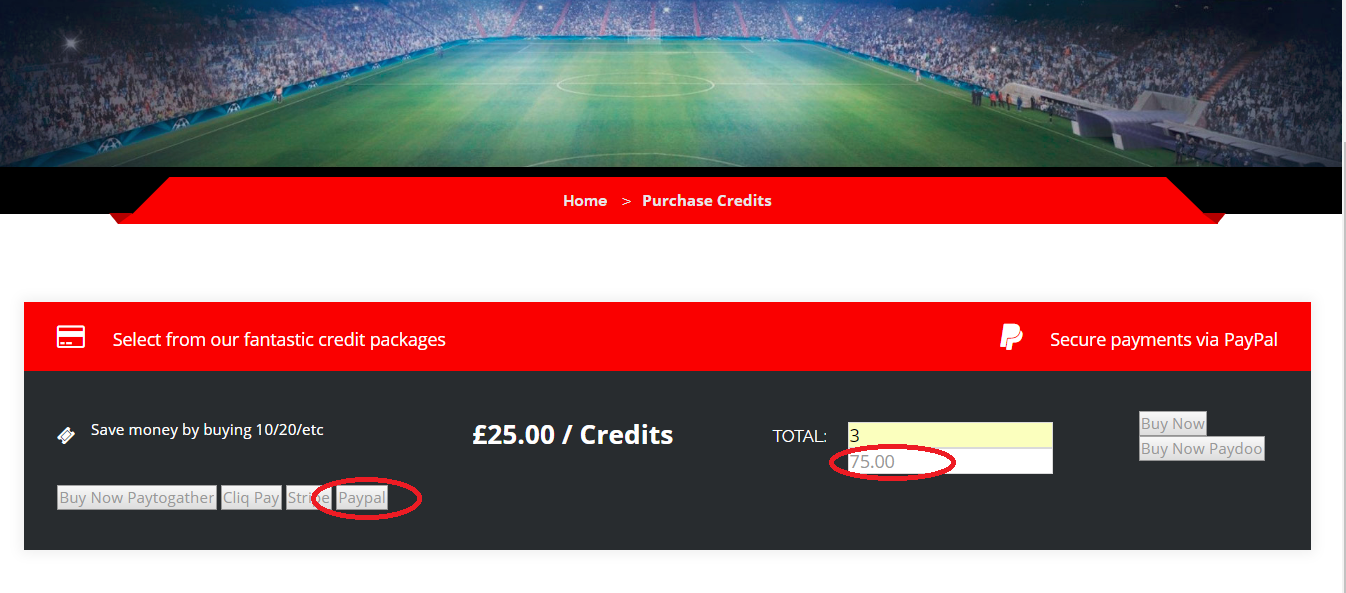 Home > Purchase Credits
Select from our fantastic credit packages
Secure payments via PayPal
Save money by buying 10/20/etc
£25.00 / Credits
TOTAL:
3
75.00
Buy Now
Buy Now Paydoo
Buy Now Paytogather
Cliq Pay
Stripe
Paypal